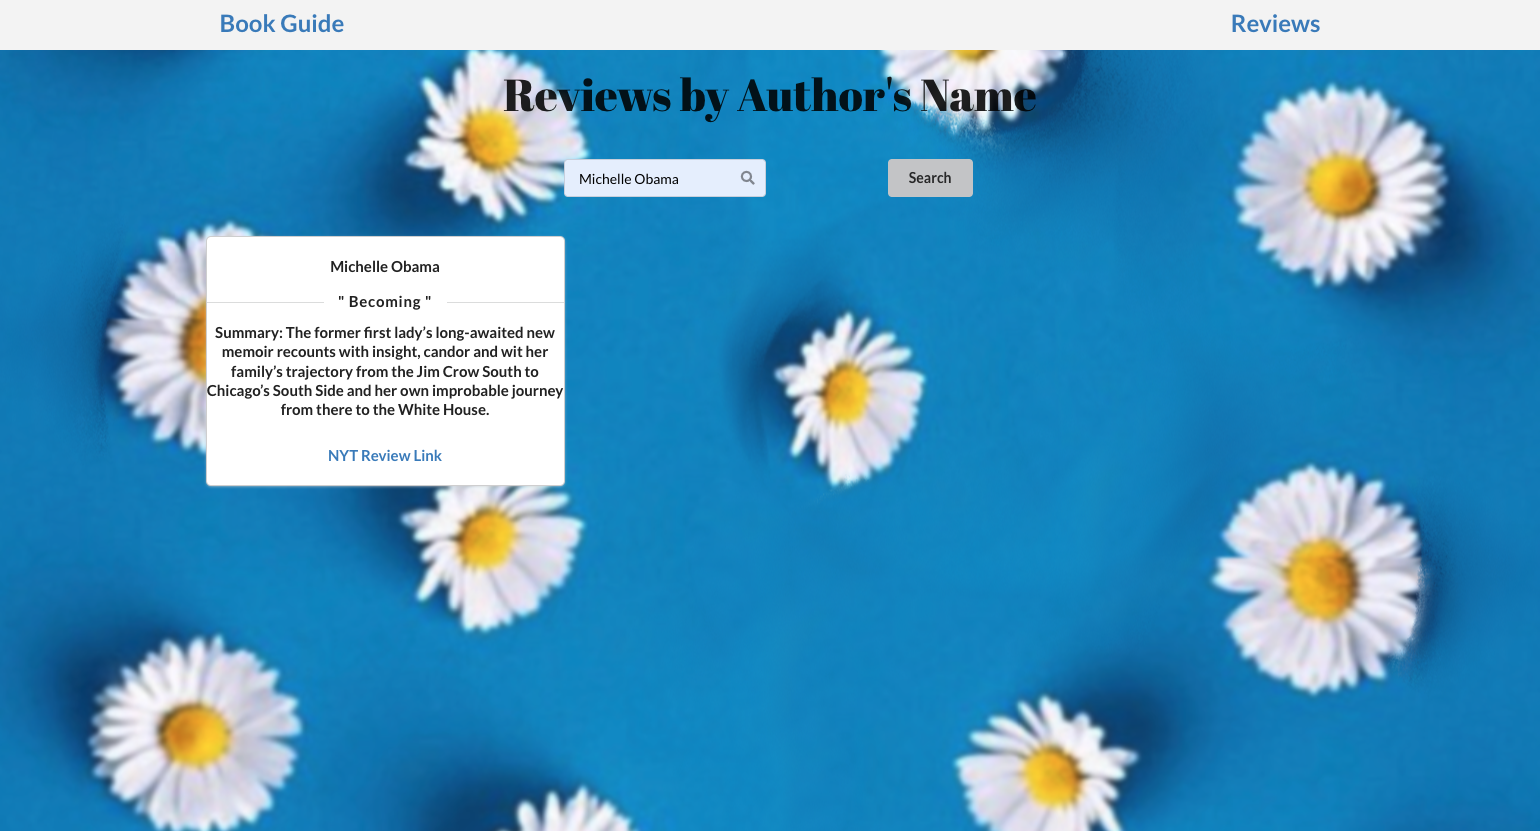 Book Guide
Reviews
Reviews by Author's Name
Michelle Obama
Search
Michelle Obama
" Becoming "
Summary: The former first lady’s long-awaited new
memoir recounts with insight, candor and wit her
family’s trajectory from the Jim Crow South to
Chicago’s South Side and her own improbable journey
from there to the White House.
NYT Review Link